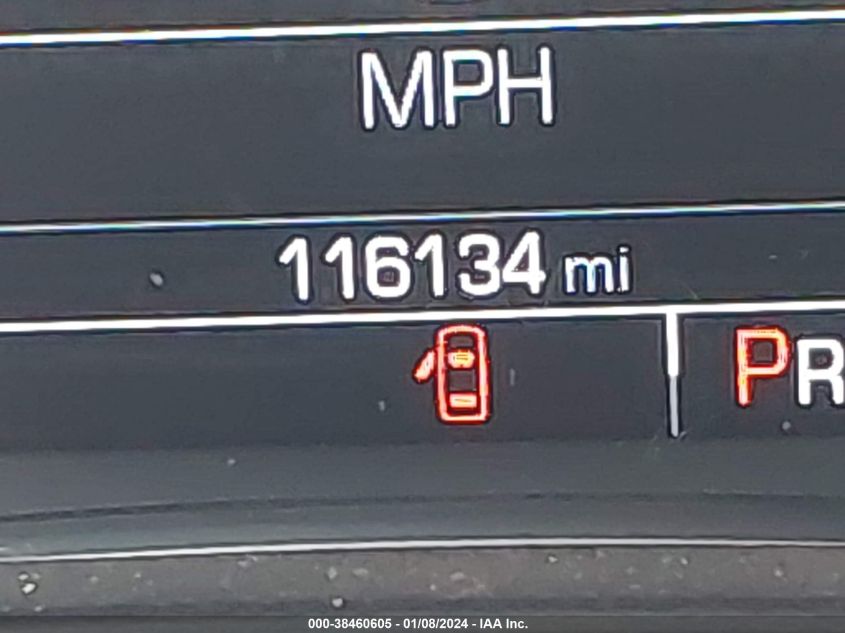 MPH
116134 mi
PR
000-38460605 - 01/08/2024 - IAA Inc.